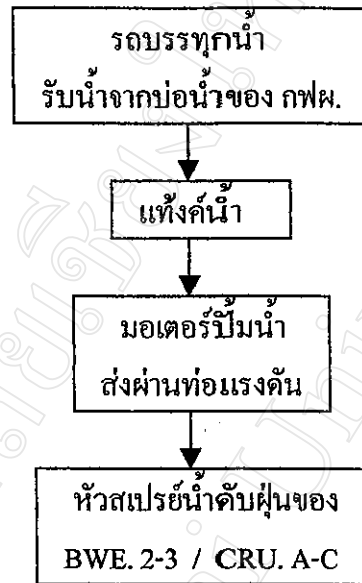 รถบรรทุกน้ำ
รับน้ำจากบ่อน้ำของ กฟผ.
แท้งค์น้ำ
มอเตอร์ปั้มน้ำ
ส่งผ่านท่อแรงดัน
หัวสเปรย์น้ำดับฝุ่นของ
BWE. 2-3 / CRU. A-C